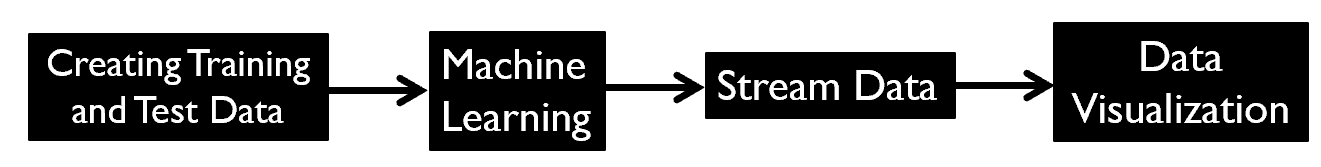 Creating Training
and Test Data
Machine
Learning
Stream Data
Data
Visualization